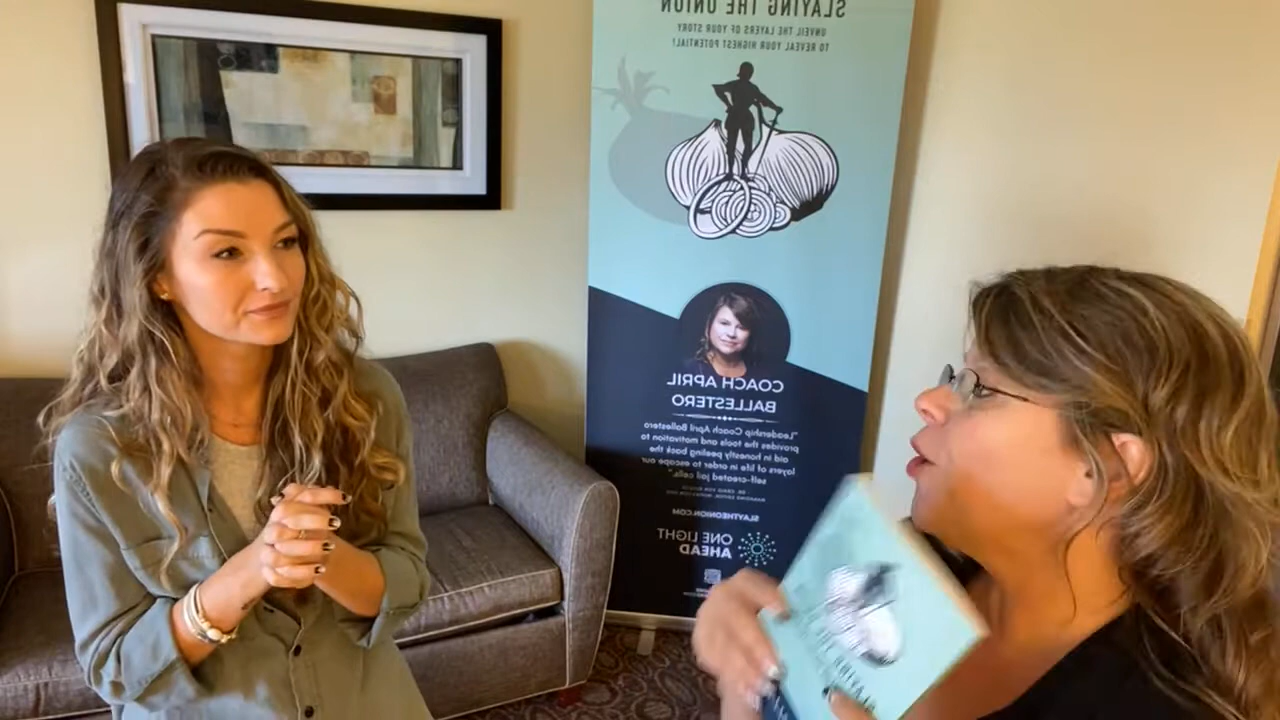 SLAYING THE ONION
UNVEIL THE LAYERS OF YOUR STORY
TO REVEAL YOUR HIGHEST POTENTIAL!
COACH APRIL
BALLESTERO
"Leadership Coach April Ballestero
provides the tools and motivation to
aid in honestly peeling back the
layers of life in order to escape our
self-created jail cells."
SLAYTHEONION.COM
ONE LIGHT
AHEAD